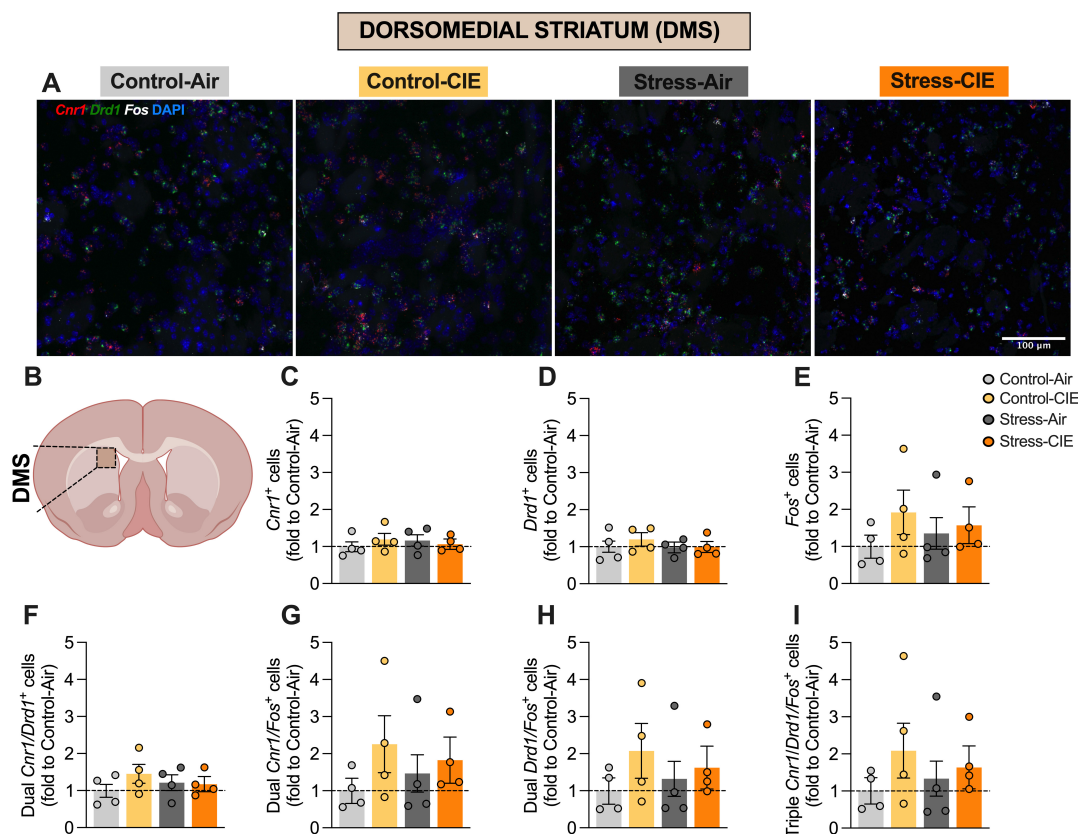 DORSOMEDIAL STRIATUM (DMS)
A
Control-Air
Control-CIE
Stress-Air
Stress-CIE
Cnr1 Drd1 Fos DAPI
100 µm
B
DMS
C
Cnr1+ cells
(fold to Control-Air)
5
4
3
2
1
0
D
Drd1+ cells
(fold to Control-Air)
5
4
3
2
1
0
E
Fos+ cells
(fold to Control-Air)
5
4
3
2
1
0
Control-Air
Control-CIE
Stress-Air
Stress-CIE
F
Dual Cnr1/Drd1+ cells
(fold to Control-Air)
5
4
3
2
1
0
G
Dual Cnr1/Fos+ cells
(fold to Control-Air)
5
4
3
2
1
0
H
Dual Drd1/Fos+ cells
(fold to Control-Air)
5
4
3
2
1
0
I
Triple Cnr1/Drd1/Fos+ cells
(fold to Control-Air)
5
4
3
2
1
0